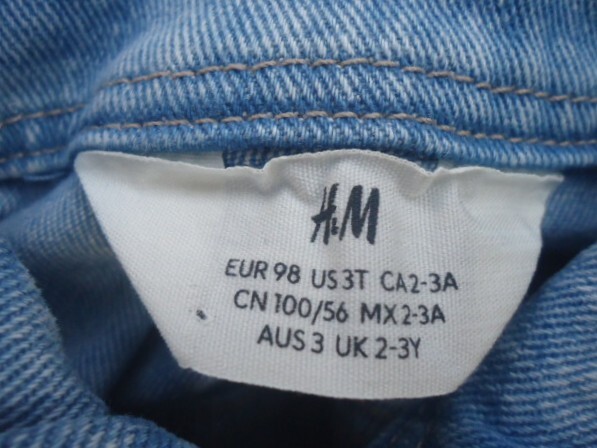 H&M
EUR 98 US 3T CA 2-3A
CN 100/56 MX 2-3A
AUS 3 UK 2-3Y